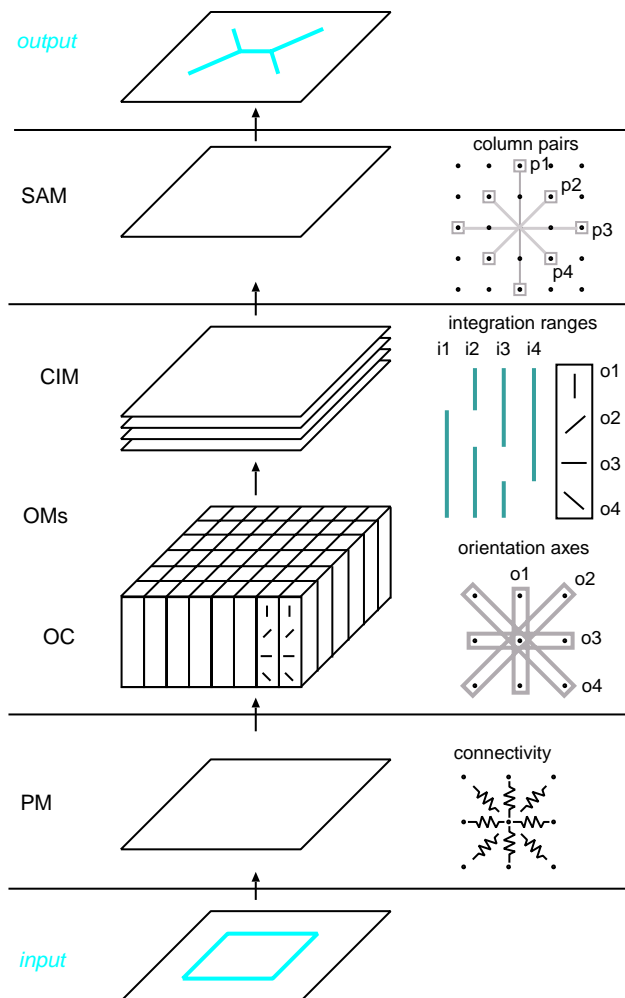 output
column pairs
p1
SAM
p2
p3
p4
integration ranges
i1 i2 i3 i4
CIM
o1
o2
o3
o4
OMs
orientation axes
o1
o2
OC
o3
o4
connectivity
PM
input